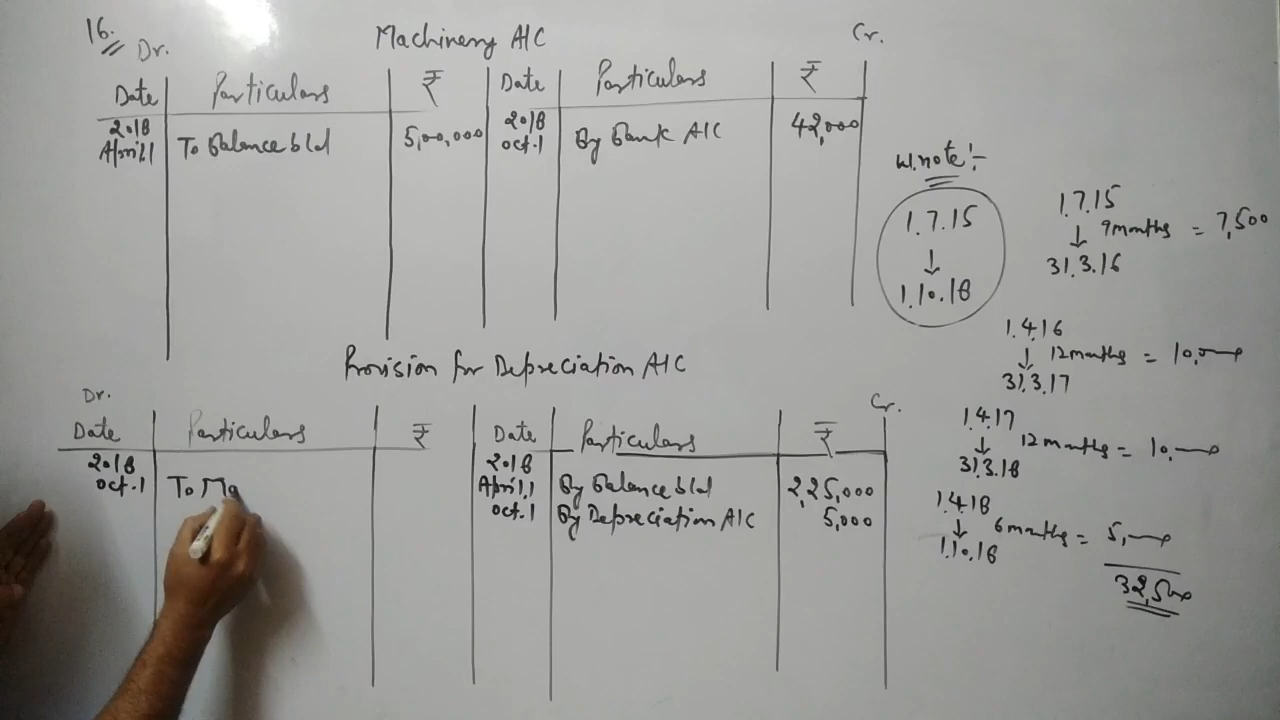 16.
Dr. Machinery A/C Cr.
Date Particulars ₹ Date Particulars ₹
2018 2018
April.1 To Balance b/d 5,00,000 Oct.1 By Bank A/C 42,000
W.note:-
1.7.15
↓
1.10.18
1.7.15
↓ 9months = 7,500
31.3.16
1.4.16
↓ 12months = 10,000
31.3.17
1.4.17
↓ 12months = 10,000
31.3.18
1.4.18
↓ 6months = 5,000
1.10.18
32,500
Provision for Depreciation A/C
Dr. Cr.
Date Particulars ₹ Date Particulars ₹
2018 2018
Oct.1 To Ma April.1 By Balance b/d 2,25,000
Oct.1 By Depreciation A/C 5,000